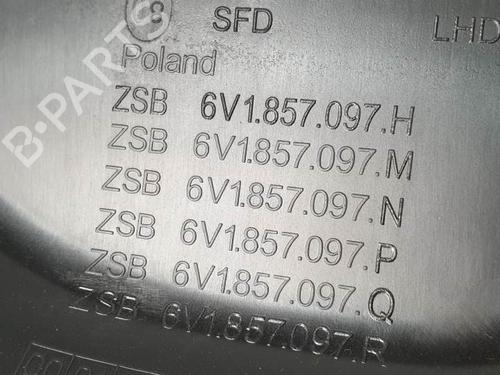 8 SFD LHD
Poland
ZSB 6V1.857.097.H
ZSB 6V1.857.097.M
ZSB 6V1.857.097.N
ZSB 6V1.857.097.P
ZSB 6V1.857.097.Q
ZSB 6V1.857.097.R
B-PARTS